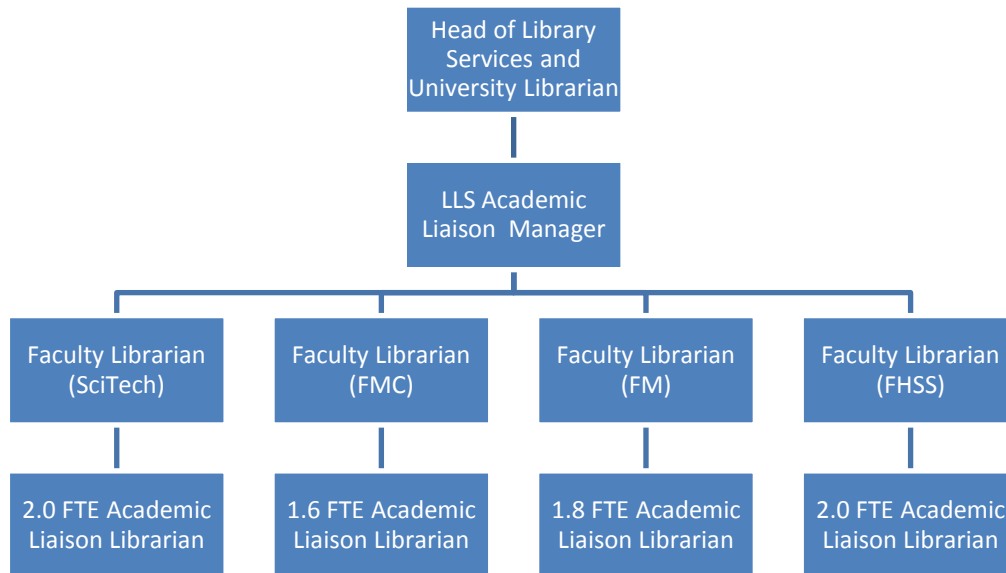 Head of Library
Services and
University Librarian
LLS Academic
Liaison Manager
Faculty Librarian
(SciTech)
Faculty Librarian
(FMC)
Faculty Librarian
(FM)
Faculty Librarian
(FHSS)
2.0 FTE Academic
Liaison Librarian
1.6 FTE Academic
Liaison Librarian
1.8 FTE Academic
Liaison Librarian
2.0 FTE Academic
Liaison Librarian